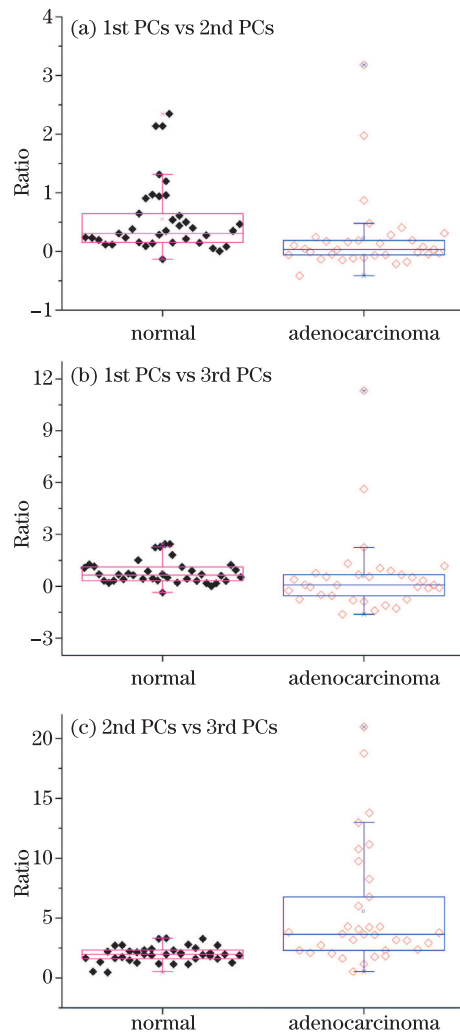 (a) 1st PCs vs 2nd PCs
4
3
2
1
0
−1
Ratio
normal adenocarcinoma
(b) 1st PCs vs 3rd PCs
12
9
6
3
0
−3
Ratio
normal adenocarcinoma
(c) 2nd PCs vs 3rd PCs
20
15
10
5
0
Ratio
normal adenocarcinoma